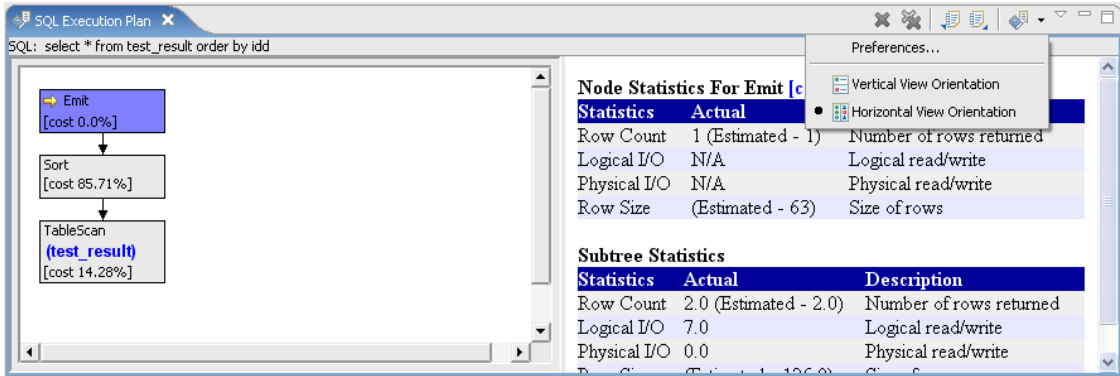 SQL Execution Plan
SQL: select * from test_result order by idd
Preferences...
Vertical View Orientation
Horizontal View Orientation
Emit
[cost 0.0%]
Sort
[cost 85.71%]
TableScan
(test_result)
[cost 14.28%]
Node Statistics For Emit [c
Statistics Actual
Row Count 1 (Estimated - 1) Number of rows returned
Logical I/O N/A Logical read/write
Physical I/O N/A Physical read/write
Row Size (Estimated - 63) Size of rows
Subtree Statistics
Statistics Actual Description
Row Count 2.0 (Estimated - 2.0) Number of rows returned
Logical I/O 7.0 Logical read/write
Physical I/O 0.0 Physical read/write